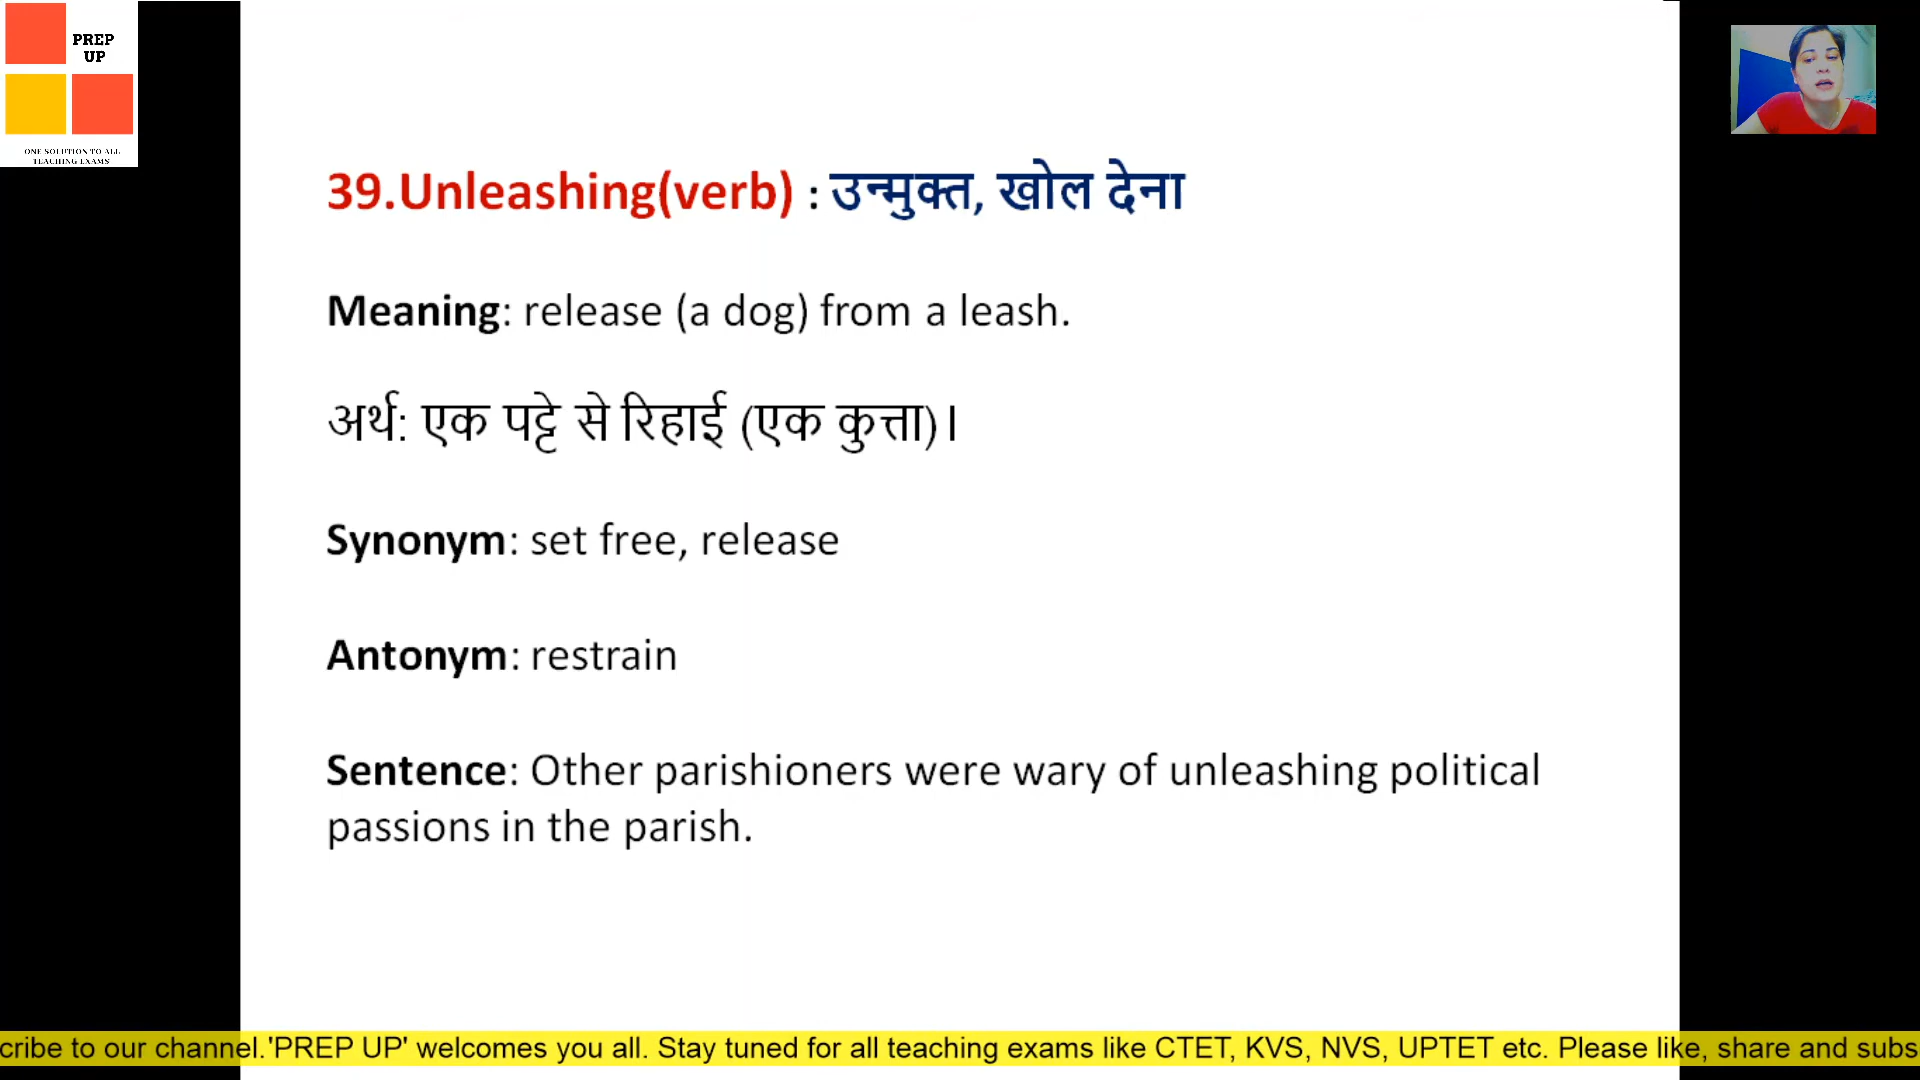 PREP
UP
ONE SOLUTION TO ALL
TEACHING EXAMS
39.Unleashing(verb) : उन्मुक्त, खोल देना
Meaning: release (a dog) from a leash.
अर्थ: एक पट्टे से रिहाई (एक कुत्ता)।
Synonym: set free, release
Antonym: restrain
Sentence: Other parishioners were wary of unleashing political
passions in the parish.
cribe to our channel.'PREP UP' welcomes you all. Stay tuned for all teaching exams like CTET, KVS, NVS, UPTET etc. Please like, share and subs